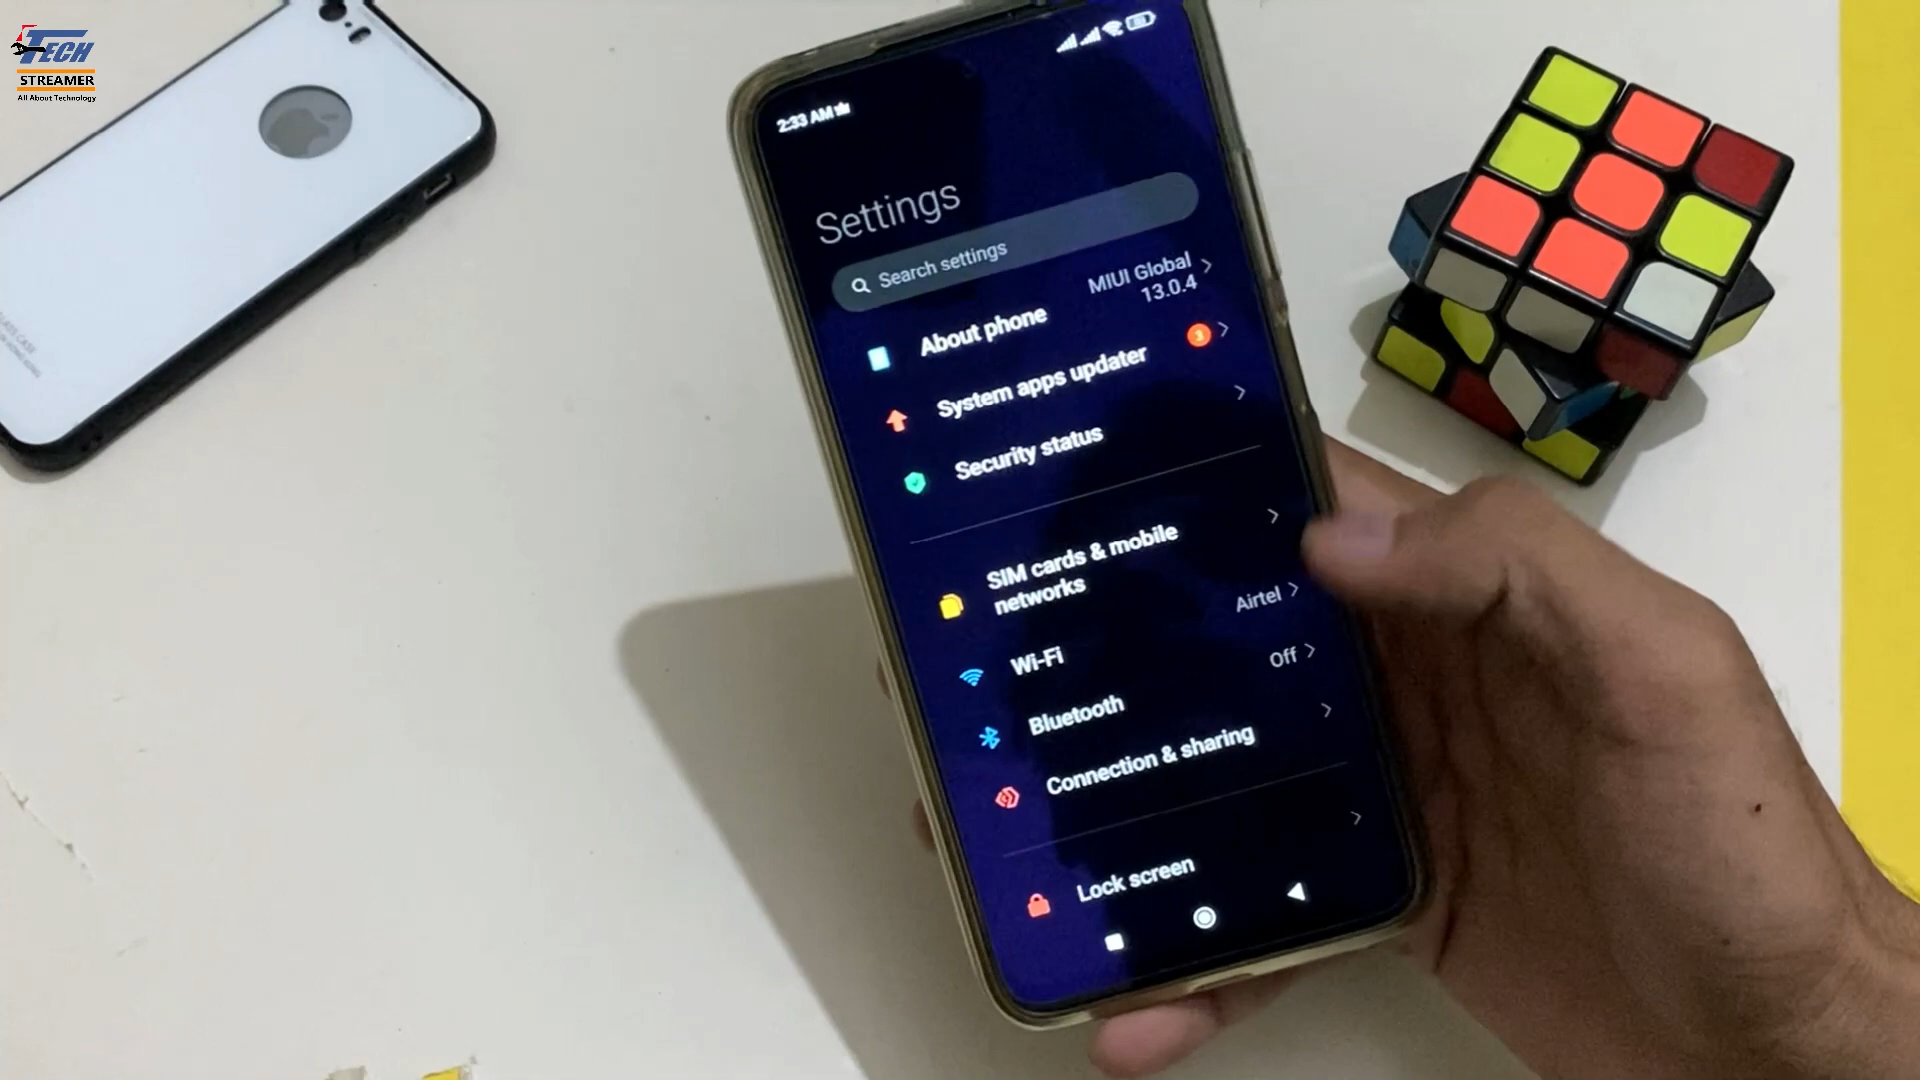 TECH
STREAMER
All About Technology
2:33 AM
Settings
Search settings
About phone
MIUI Global
13.0.4
System apps updater
3
Security status
SIM cards & mobile
networks
Wi-Fi
Airtel
Bluetooth
Off
Connection & sharing
Lock screen